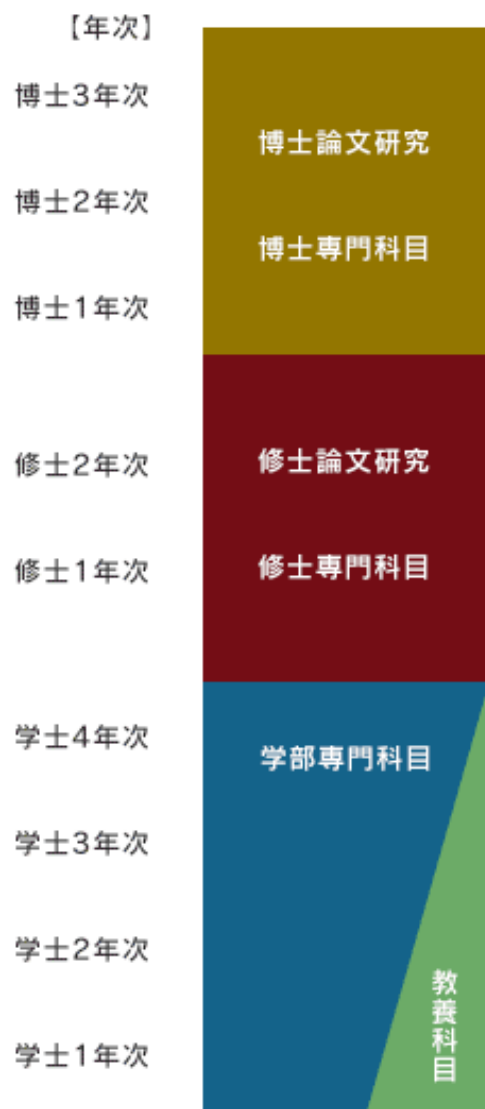 【年次】
博士3年次
博士論文研究
博士2年次
博士専門科目
博士1年次
修士2年次
修士論文研究
修士1年次
修士専門科目
学士4年次
学部専門科目
学士3年次
学士2年次
学士1年次
教養科目